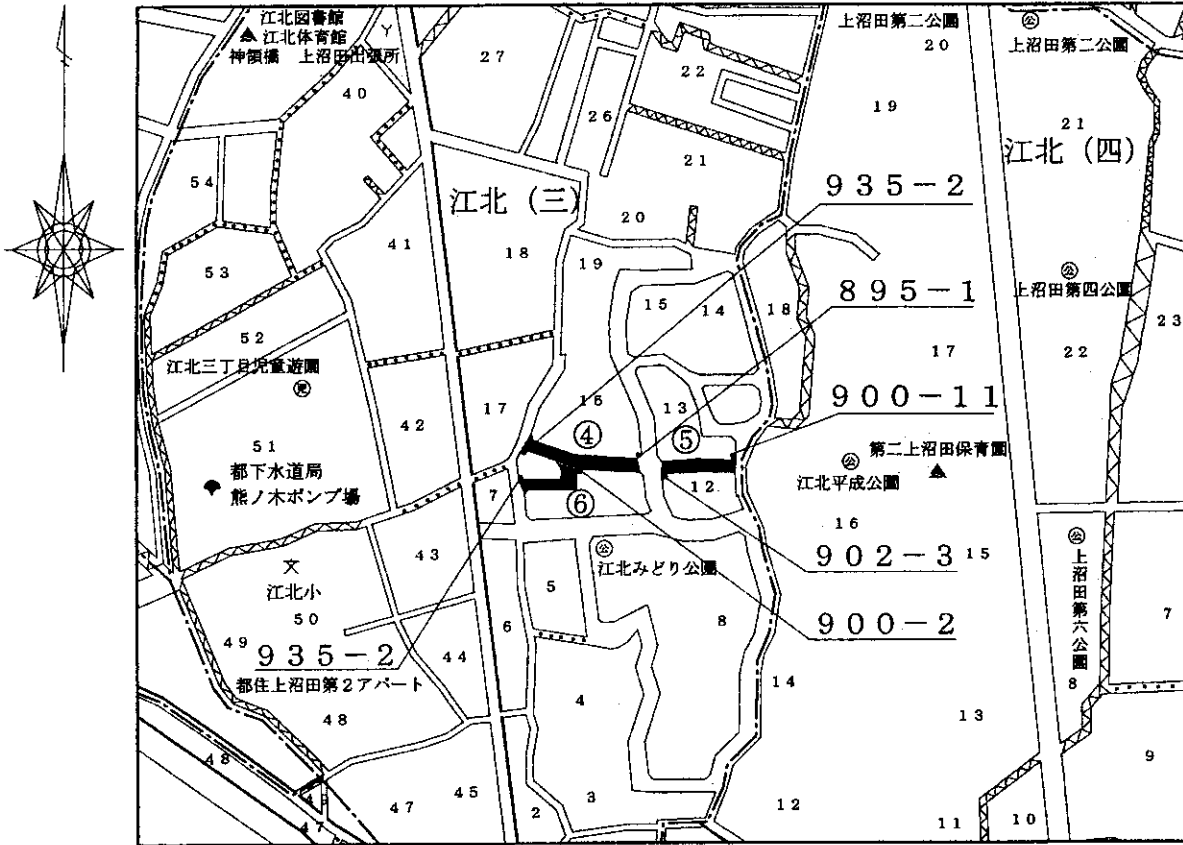 江北図書館
江北体育館
神領橋 上沼田出張所
上沼田第二公園
20
公
上沼田第二公園
27
22
40
19
26
21
江北(四)
21
54
935-2
江北(三)
20
41
18
19
53
公
上沼田第四公園
895-1
15
14
18
23
52
江北三丁目児童遊園
児
17
22
900-11
17
16
13
42
④
⑤
第二上沼田保育園
51
公
江北平成公園
都下水道局
熊ノ木ポンプ場
7
12
⑥
16
公
上沼田第六公園
43
902-3
15
文
江北小
公
江北みどり公園
5
7
50
6
8
900-2
49
935-2
44
都住上沼田第2アパート
14
8
4
48
13
9
48
47
45
3
2
12
11
10
47